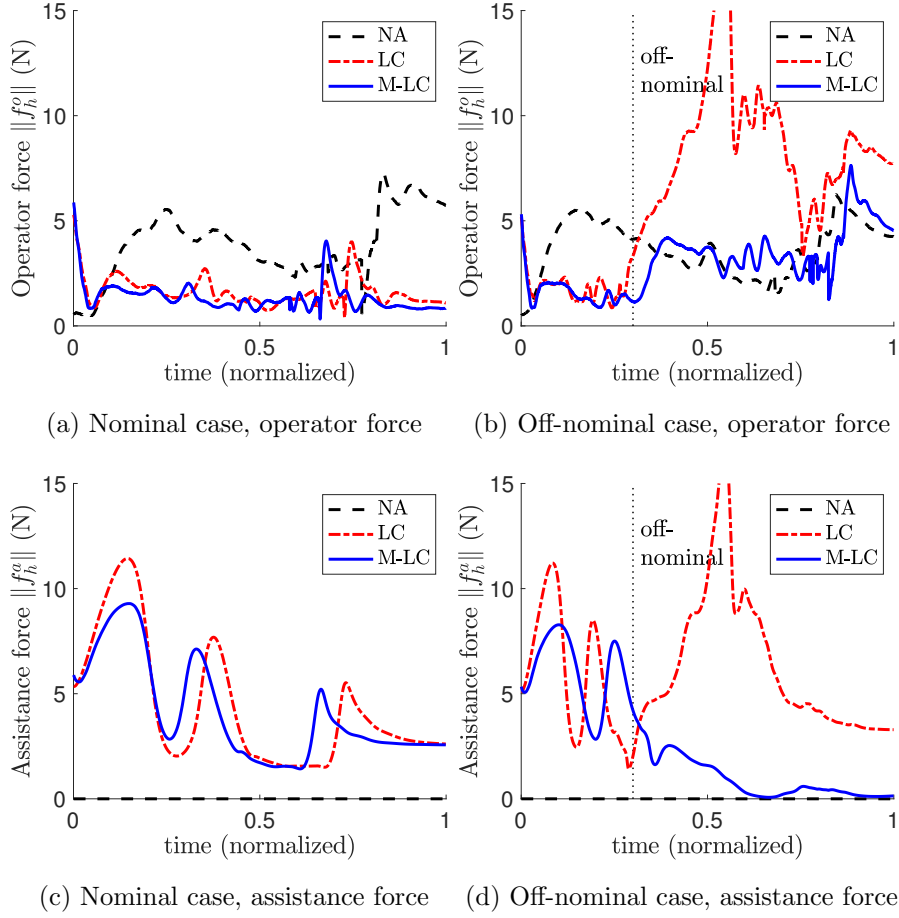 15
10
5
0
Operator force ||f_h^o|| (N)
NA
LC
M-LC
0
0.5
1
time (normalized)
(a) Nominal case, operator force
15
10
5
0
Operator force ||f_h^o|| (N)
off-
nominal
NA
LC
M-LC
0
0.5
1
time (normalized)
(b) Off-nominal case, operator force
15
10
5
0
Assistance force ||f_h^a|| (N)
NA
LC
M-LC
0
0.5
1
time (normalized)
(c) Nominal case, assistance force
15
10
5
0
Assistance force ||f_h^a|| (N)
off-
nominal
NA
LC
M-LC
0
0.5
1
time (normalized)
(d) Off-nominal case, assistance force